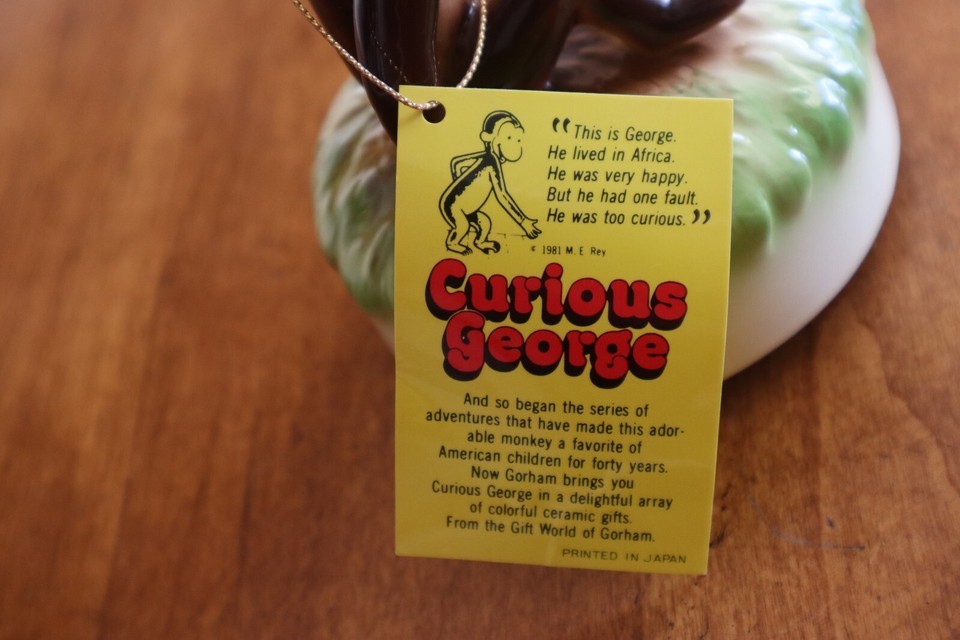 “This is George.
He lived in Africa.
He was very happy.
But he had one fault.
He was too curious.”
© 1981 M. E. Rey
Curious
George
And so began the series of
adventures that have made this ador-
able monkey a favorite of
American children for forty years.
Now Gorham brings you
Curious George in a delightful array
of colorful ceramic gifts.
From the Gift World of Gorham.
PRINTED IN JAPAN